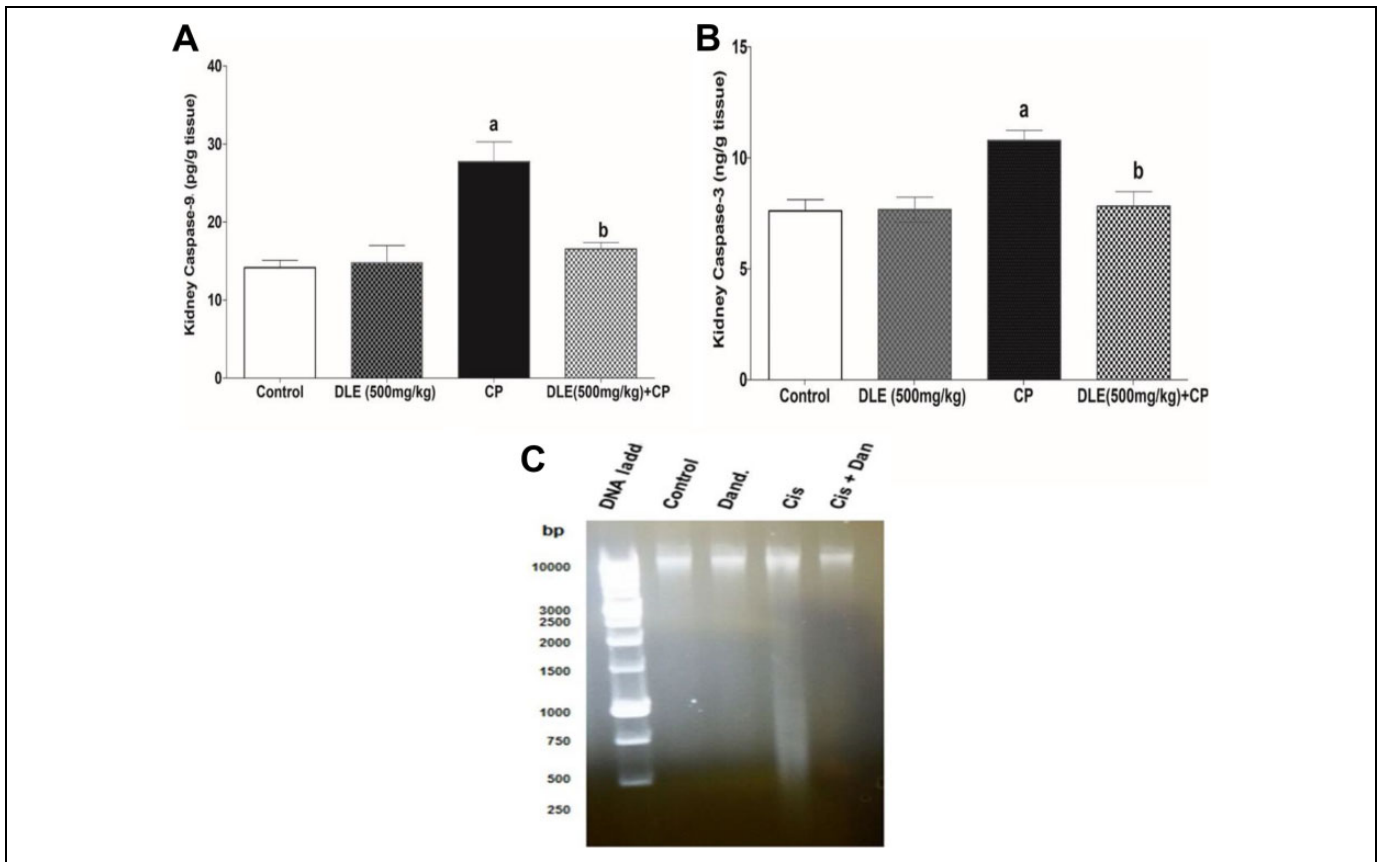 A
Kidney Caspase-9 (pg/g tissue)
40
30
20
10
0
a
b
Control
DLE (500mg/kg)
CP
DLE(500mg/kg)+CP
B
Kidney Caspase-3 (ng/g tissue)
15
10
5
0
a
b
Control
DLE (500mg/kg)
CP
DLE(500mg/kg)+CP
C
DNA ladd
Control
Dand.
Cis
Cis + Dan
bp
10000
3000
2500
2000
1500
1000
750
500
250